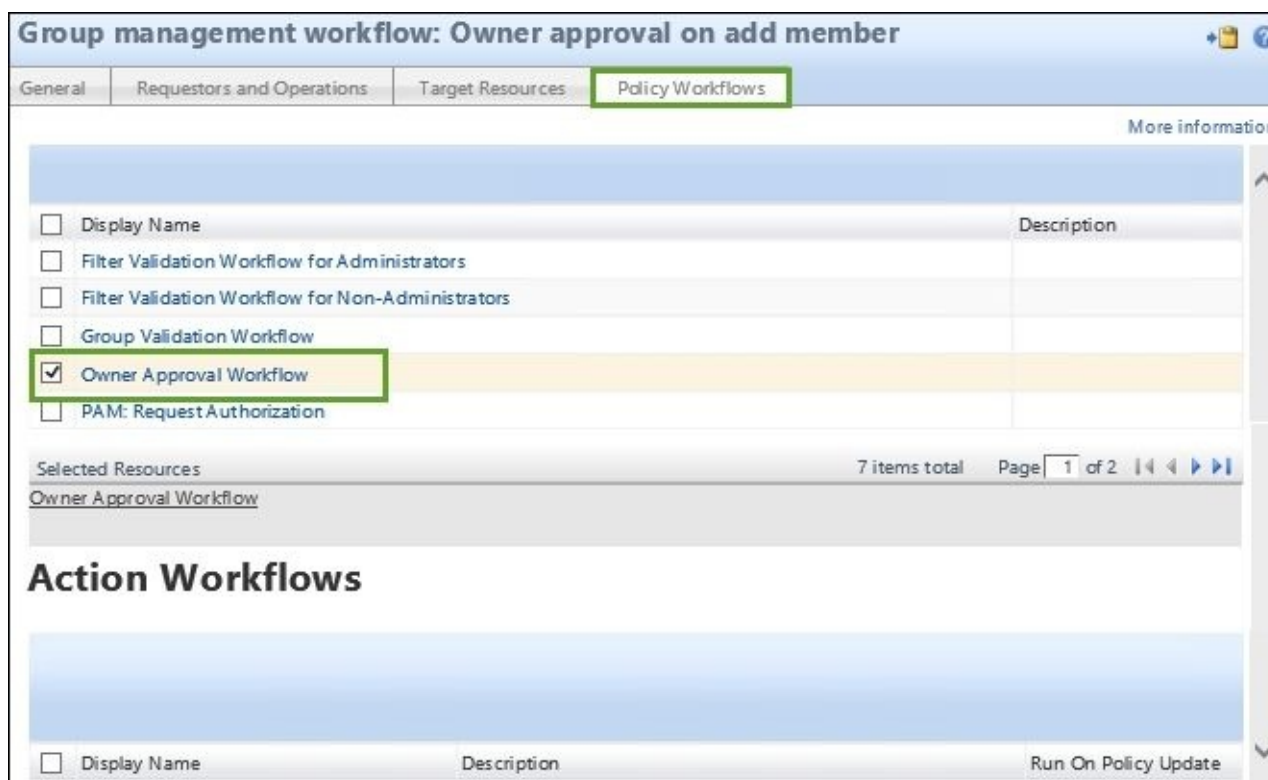 Group management workflow: Owner approval on add member
General Requestors and Operations Target Resources Policy Workflows
More information
Display Name Description
Filter Validation Workflow for Administrators
Filter Validation Workflow for Non-Administrators
Group Validation Workflow
Owner Approval Workflow
PAM: Request Authorization
Selected Resources 7 items total Page 1 of 2
Owner Approval Workflow
Action Workflows
Display Name Description Run On Policy Update